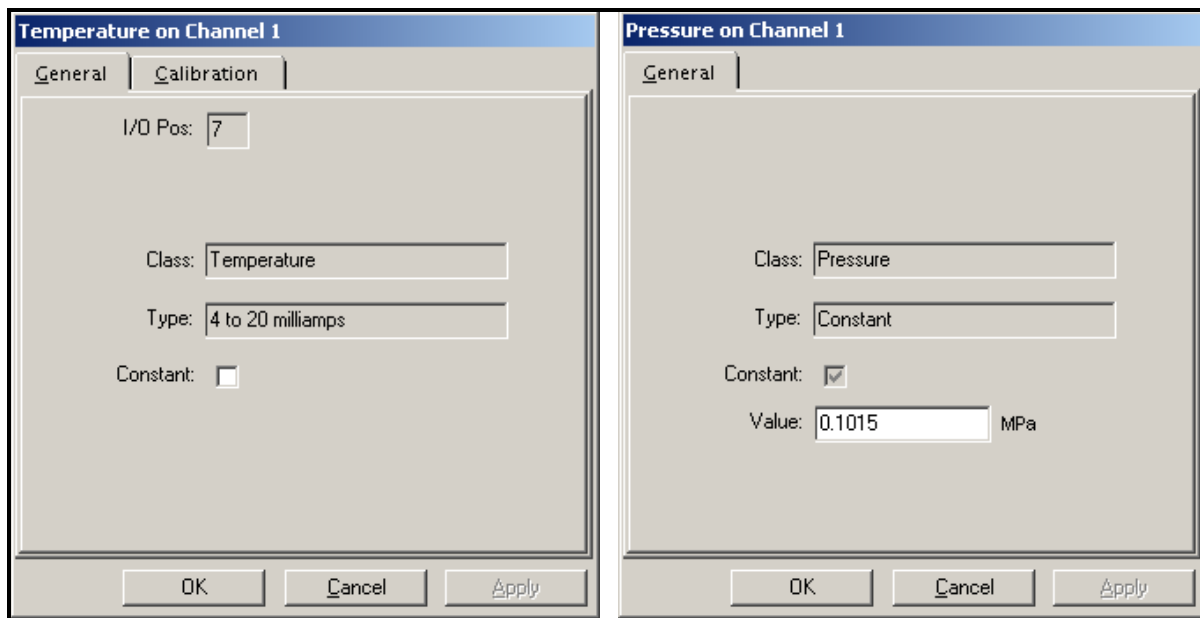 Temperature on Channel 1
General
Calibration
I/O Pos: 7
Class: Temperature
Type: 4 to 20 milliamps
Constant:
OK
Cancel
Apply
Pressure on Channel 1
General
Class: Pressure
Type: Constant
Constant:
Value: 0.1015 MPa
OK
Cancel
Apply